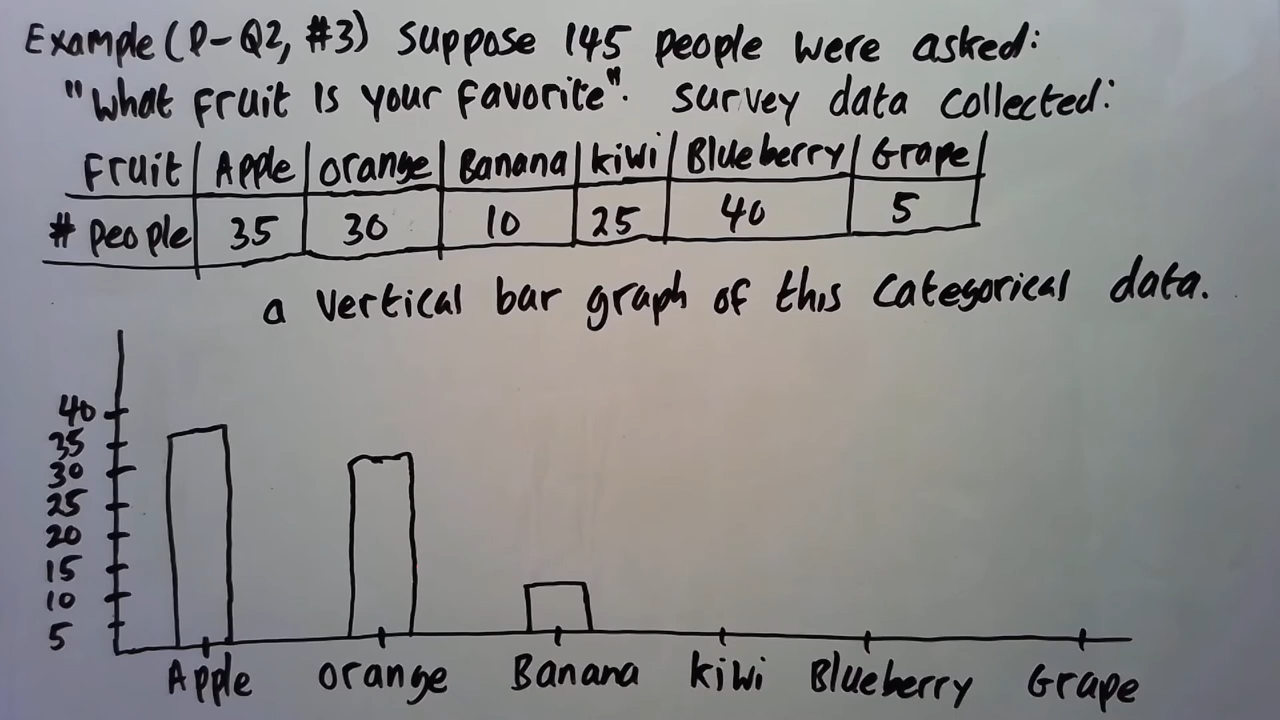 Example (P-Q2, #3) Suppose 145 people were asked:
"What Fruit Is your Favorite". Survey data collected:
Fruit Apple orange Banana kiwi Blueberry Grape
# people 35 30 10 25 40 5
a vertical bar graph of this categorical data.
40
35
30
25
20
15
10
5
Apple orange Banana kiwi Blueberry Grape